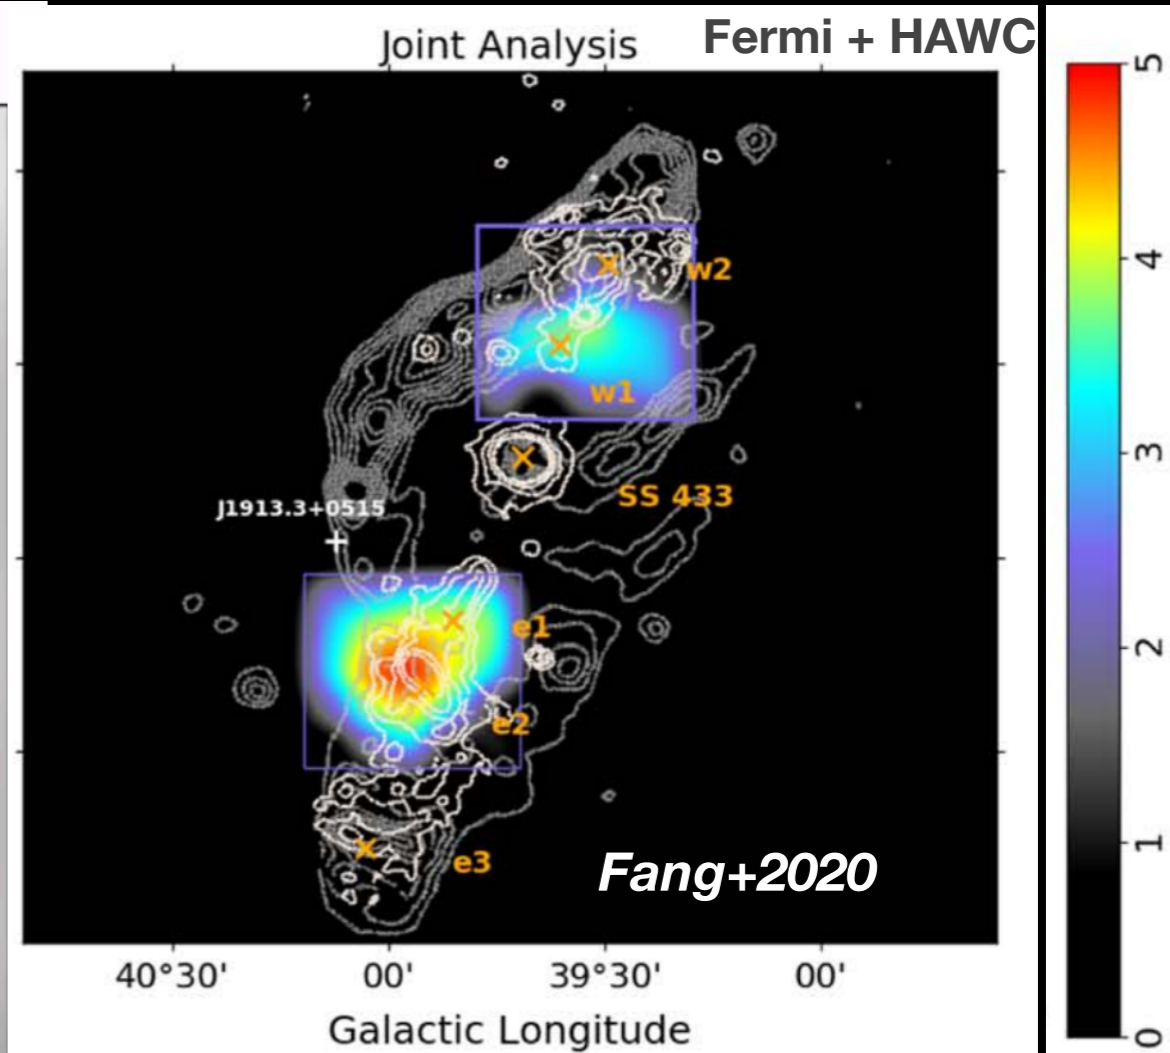 Joint Analysis
Fermi + HAWC
w2
w1
SS 433
J1913.3+0515
e1
e2
e3
Fang+2020
40°30'
00'
39°30'
00'
Galactic Longitude
5
4
3
2
1
0